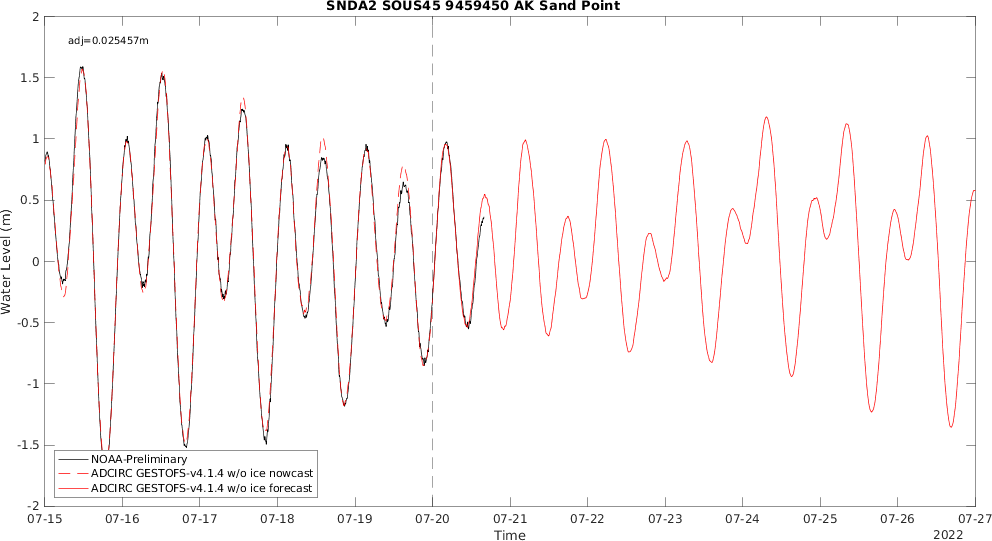 SNDA2 SOUS45 9459450 AK Sand Point
adj=0.025457m
Water Level (m)
2
1.5
1
0.5
0
-0.5
-1
-1.5
-2
NOAA-Preliminary
ADCIRC GESTOFS-v4.1.4 w/o ice nowcast
ADCIRC GESTOFS-v4.1.4 w/o ice forecast
07-15 07-16 07-17 07-18 07-19 07-20 07-21 07-22 07-23 07-24 07-25 07-26 07-27
Time
2022